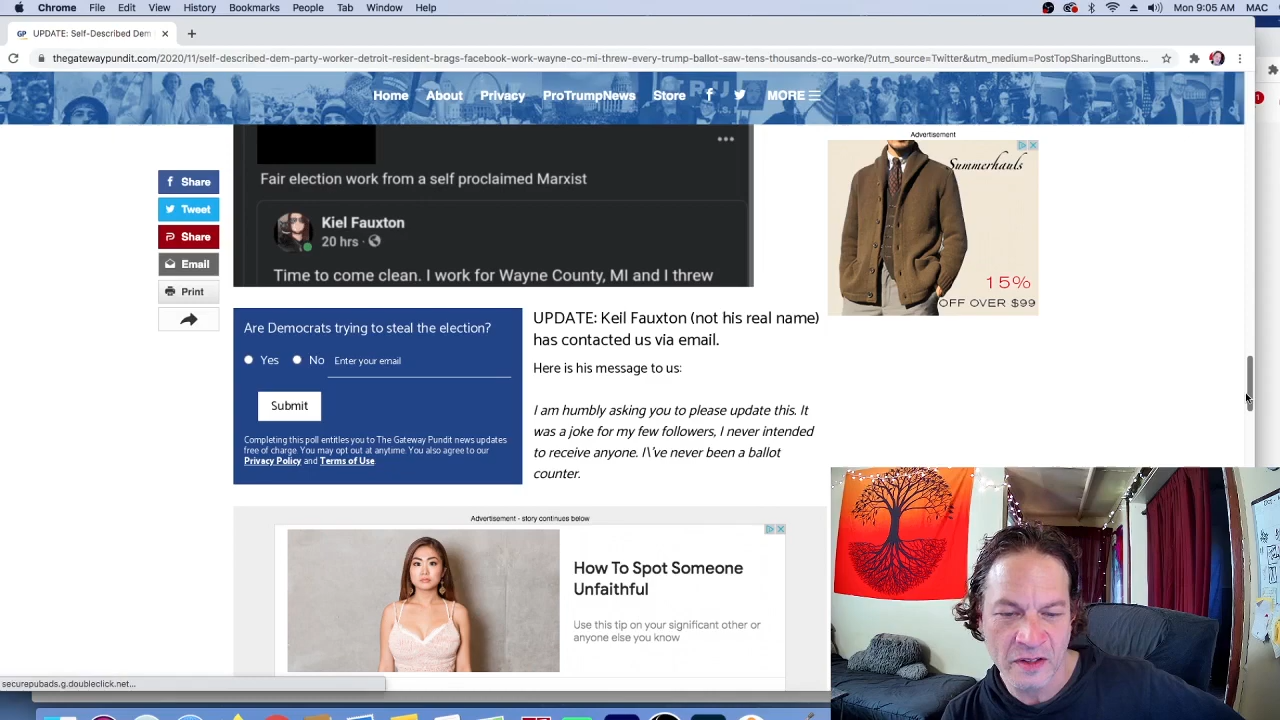 Chrome File Edit View History Bookmarks People Tab Window Help Mon 9:05 AM MAC
GP UPDATE: Self-Described Dem
thegatewaypundit.com/2020/11/self-described-dem-party-worker-detroit-resident-brags-facebook-work-wayne-co-mi-threw-every-trump-ballot-saw-tens-thousands-co-worke/?utm_source=Twitter&utm_medium=PostTopSharingButtons...
Home About Privacy ProTrumpNews Store MORE
Advertisement
Summerhauls
15%
OFF OVER $99
Share
Tweet
Share
Email
Print
Fair election work from a self proclaimed Marxist
Kiel Fauxton
20 hrs ·
Time to come clean. I work for Wayne County, MI and I threw
Are Democrats trying to steal the election?
Yes No Enter your email
Submit
Completing this poll entitles you to The Gateway Pundit news updates
free of charge. You may opt out at anytime. You also agree to our
Privacy Policy and Terms of Use.
UPDATE: Keil Fauxton (not his real name)
has contacted us via email.
Here is his message to us:
I am humbly asking you to please update this. It
was a joke for my few followers, I never intended
to receive anyone. I\'ve never been a ballot
counter.
Advertisement - story continues below
How To Spot Someone
Unfaithful
Use this tip on your significant other or
anyone else you know
securepubads.g.doubleclick.net...